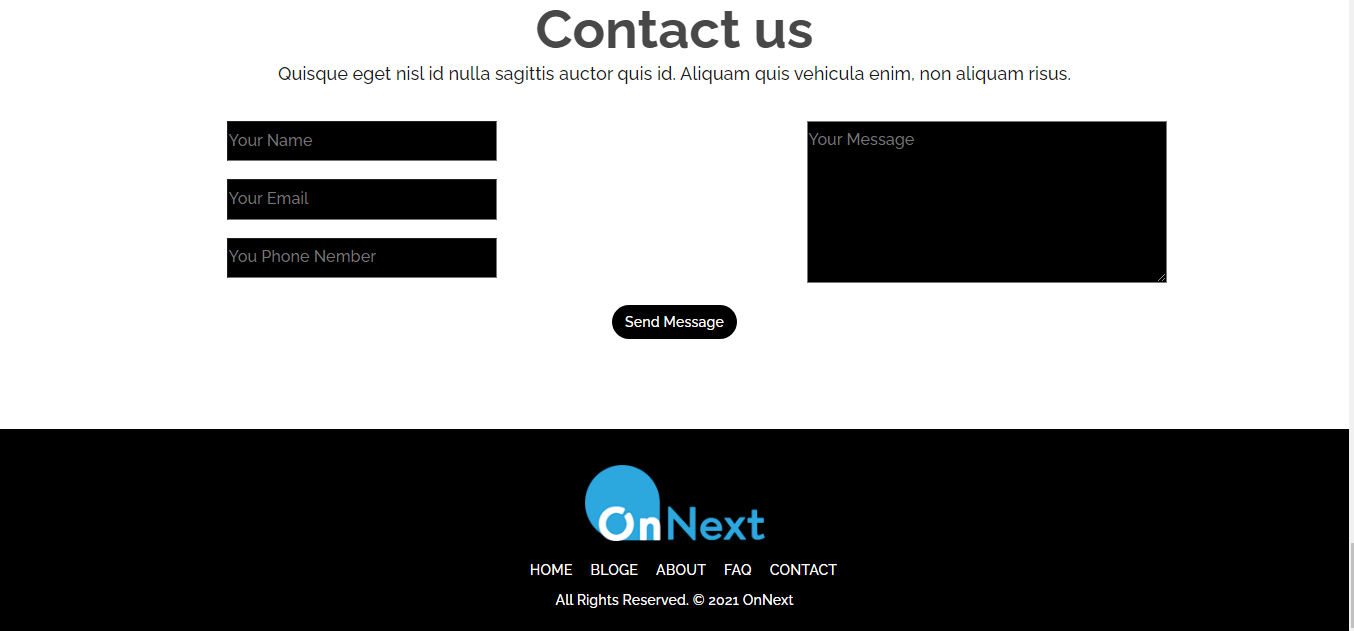 Contact us
Quisque eget nisl id nulla sagittis auctor quis id. Aliquam quis vehicula enim, non aliquam risus.
Your Name
Your Email
You Phone Nember
Your Message
Send Message
OnNext
HOME BLOGE ABOUT FAQ CONTACT
All Rights Reserved. © 2021 OnNext